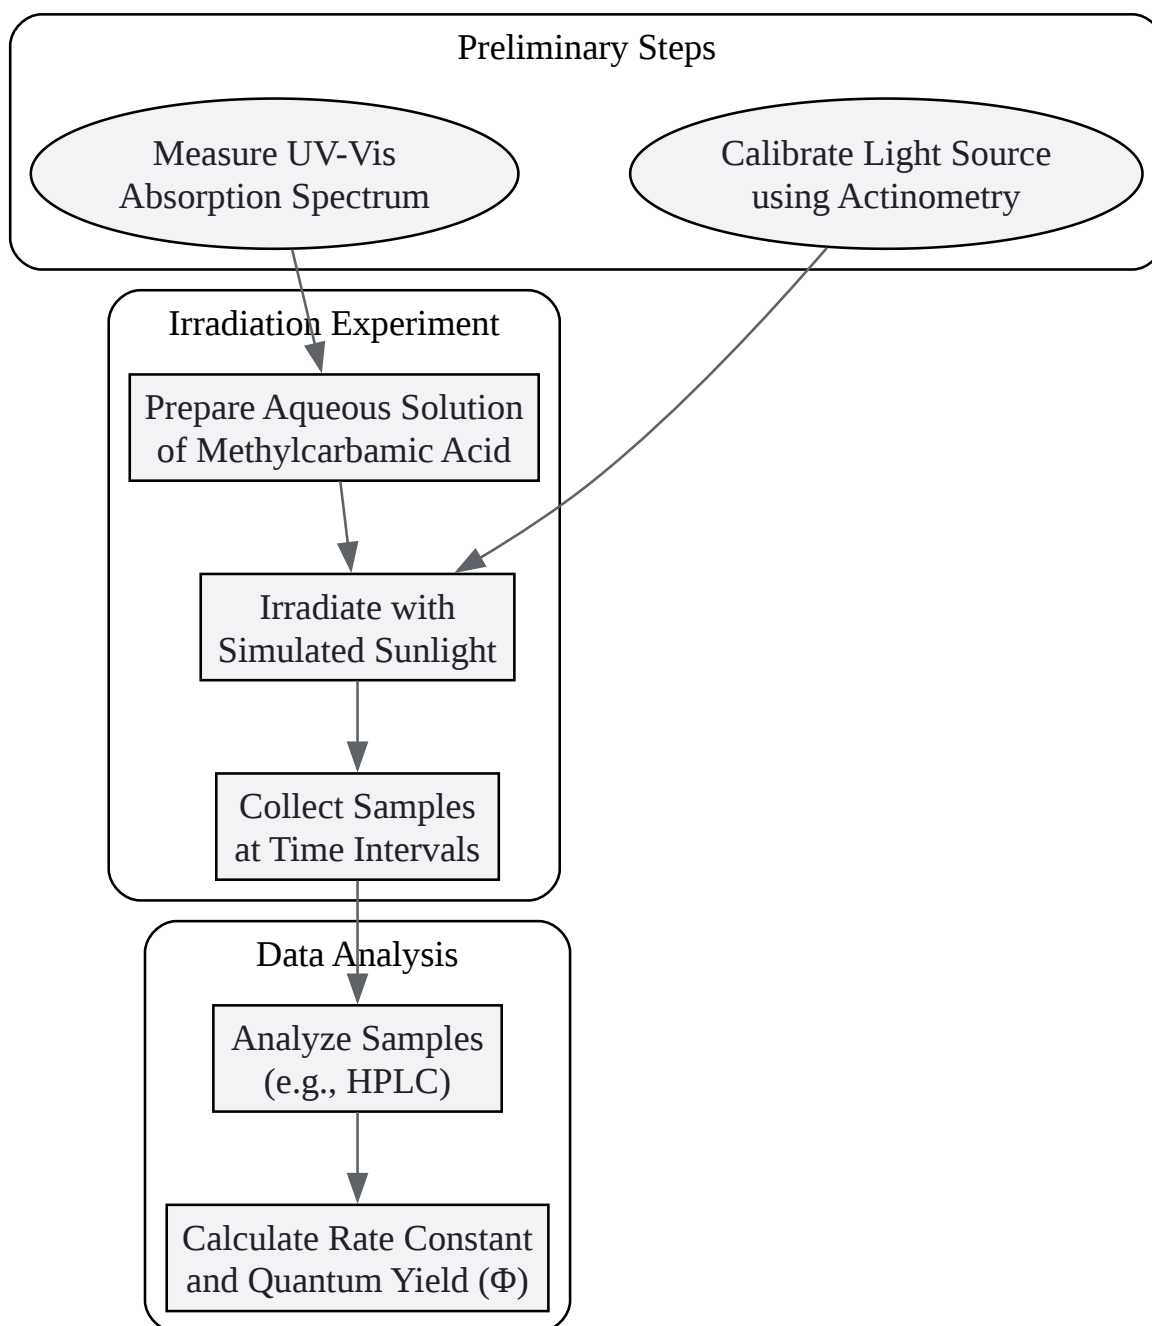 Preliminary Steps
Measure UV-Vis
Absorption Spectrum
Calibrate Light Source
using Actinometry
Irradiation Experiment
Prepare Aqueous Solution
of Methylcarbamic Acid
Irradiate with
Simulated Sunlight
Collect Samples
at Time Intervals
Data Analysis
Analyze Samples
(e.g., HPLC)
Calculate Rate Constant
and Quantum Yield (Φ)